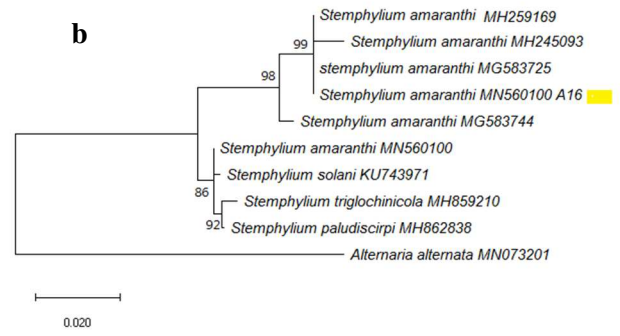 b
Stemphylium amaranthi MH259169
99
Stemphylium amaranthi MH245093
stemphylium amaranthi MG583725
98
Stemphylium amaranthi MN560100 A16
Stemphylium amaranthi MG583744
Stemphylium amaranthi MN560100
Stemphylium solani KU743971
86
Stemphylium triglochinicola MH859210
92
Stemphylium paludiscirpi MH862838
Alternaria alternata MN073201
0.020